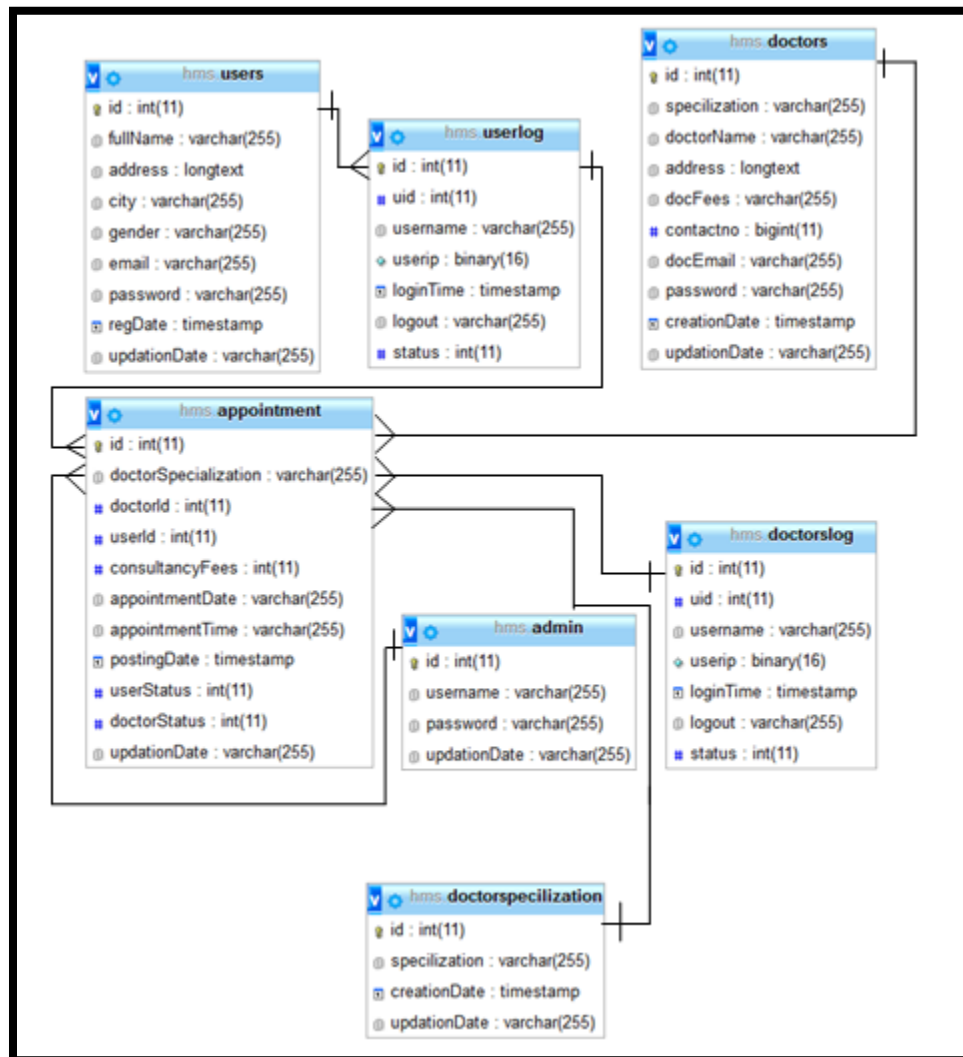 hms users
id : int(11)
fullName : varchar(255)
address : longtext
city : varchar(255)
gender : varchar(255)
email : varchar(255)
password : varchar(255)
regDate : timestamp
updationDate : varchar(255)
hms userlog
id : int(11)
uid : int(11)
username : varchar(255)
userip : binary(16)
loginTime : timestamp
logout : varchar(255)
status : int(11)
hms doctors
id : int(11)
specilization : varchar(255)
doctorName : varchar(255)
address : longtext
docFees : varchar(255)
contactno : bigint(11)
docEmail : varchar(255)
password : varchar(255)
creationDate : timestamp
updationDate : varchar(255)
hms appointment
id : int(11)
doctorSpecialization : varchar(255)
doctorId : int(11)
userId : int(11)
consultancyFees : int(11)
appointmentDate : varchar(255)
appointmentTime : varchar(255)
postingDate : timestamp
userStatus : int(11)
doctorStatus : int(11)
updationDate : varchar(255)
hms admin
id : int(11)
username : varchar(255)
password : varchar(255)
updationDate : varchar(255)
hms doctorslog
id : int(11)
uid : int(11)
username : varchar(255)
userip : binary(16)
loginTime : timestamp
logout : varchar(255)
status : int(11)
hms doctorspecilization
id : int(11)
specilization : varchar(255)
creationDate : timestamp
updationDate : varchar(255)